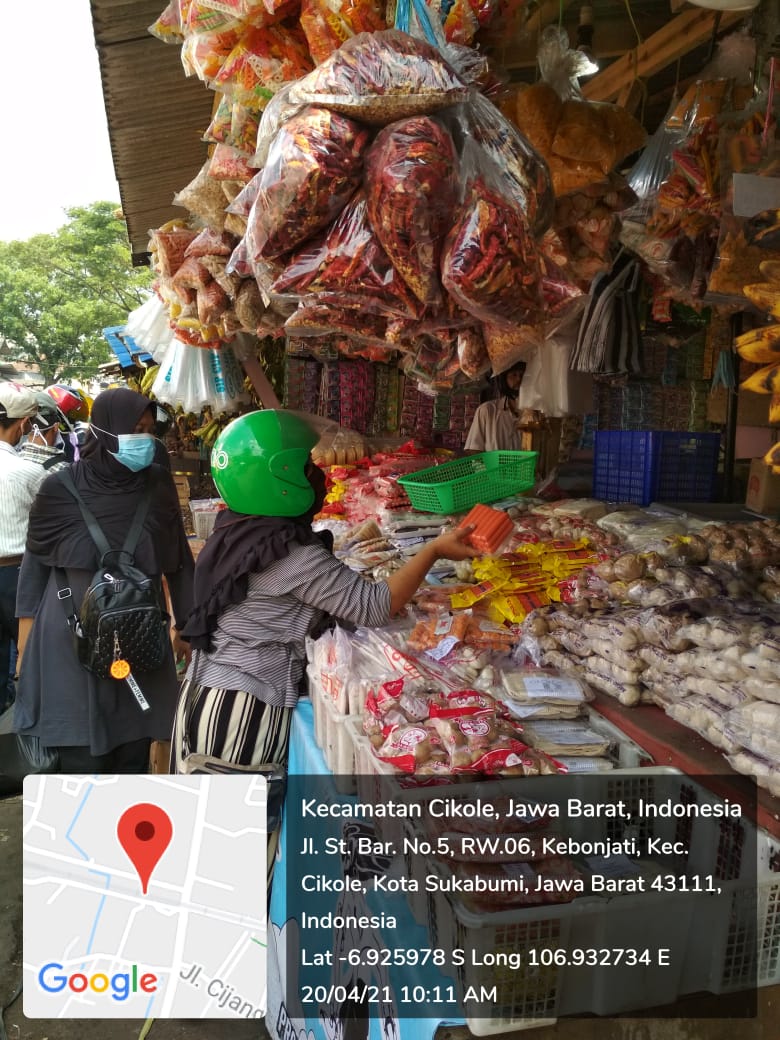 Kecamatan Cikole, Jawa Barat, Indonesia
Jl. St. Bar. No.5, RW.06, Kebonjati, Kec.
Cikole, Kota Sukabumi, Jawa Barat 43111,
Indonesia
Lat -6.925978 S Long 106.932734 E
20/04/21 10:11 AM
Google
Jl. Cijang